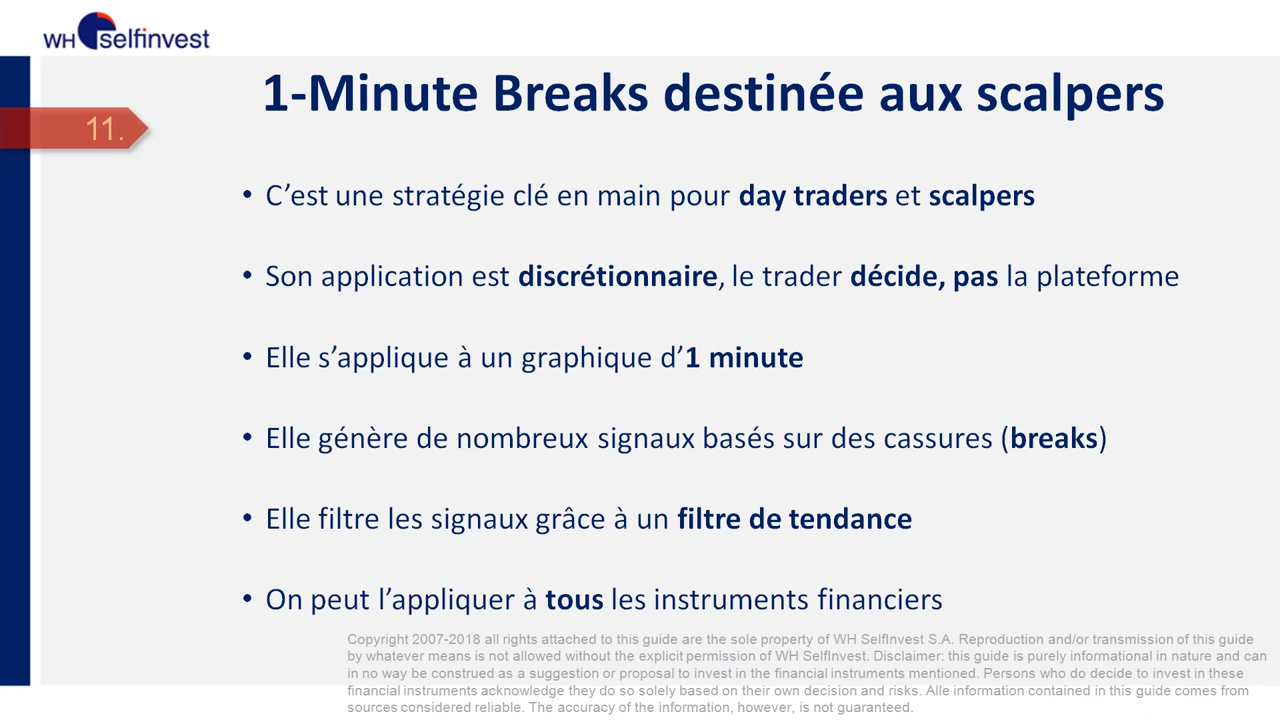 WH selfinvest
1-Minute Breaks destinée aux scalpers
11.
• C’est une stratégie clé en main pour day traders et scalpers
• Son application est discrétionnaire, le trader décide, pas la plateforme
• Elle s’applique à un graphique d’1 minute
• Elle génère de nombreux signaux basés sur des cassures (breaks)
• Elle filtre les signaux grâce à un filtre de tendance
• On peut l’appliquer à tous les instruments financiers
Copyright 2007-2018 all rights attached to this guide are the sole property of WH SelfInvest S.A. Reproduction and/or transmission of this guide
by whatever means is not allowed without the explicit permission of WH SelfInvest. Disclaimer: this guide is purely informational in nature and can
in no way be construed as a suggestion or proposal to invest in the financial instruments mentioned. Persons who do decide to invest in these
financial instruments acknowledge they do so solely based on their own decision and risks. Alle information contained in this guide comes from
sources considered reliable. The accuracy of the information, however, is not guaranteed.